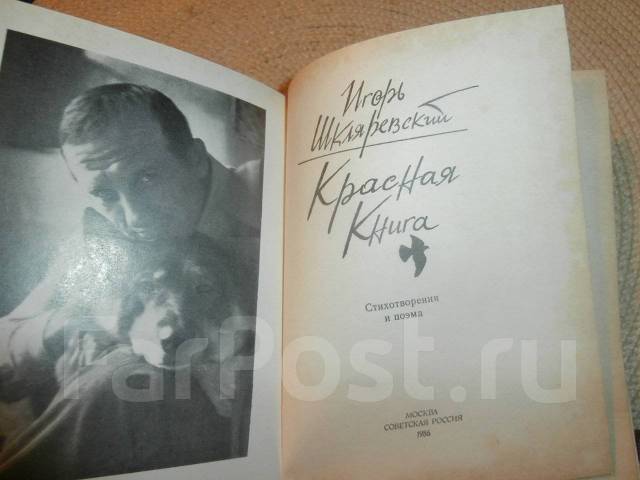 Игорь
Шкляревский
Красная
Книга
Стихотворения
и поэма
МОСКВА
СОВЕТСКАЯ РОССИЯ
1986
FarPost.ru